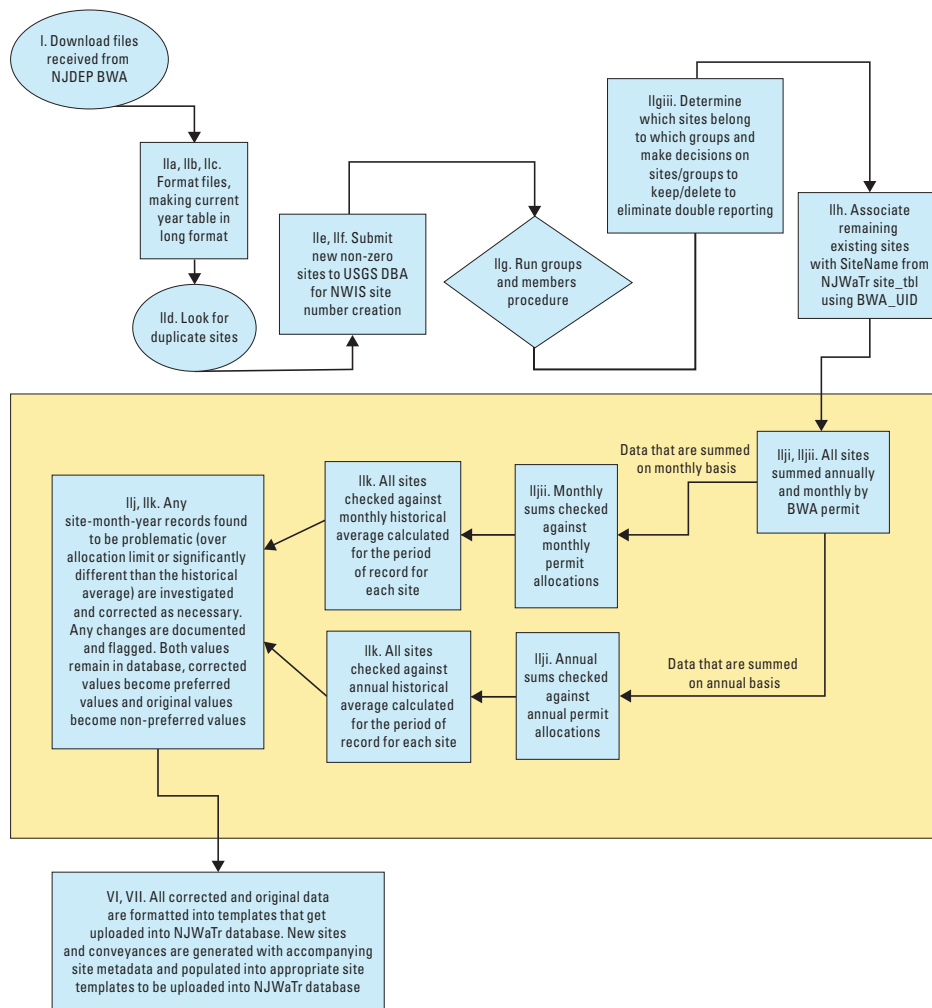 I. Download files
received from
NJDEP BWA
IIa, IIb, IIc.
Format files,
making current
year table in
long format
IId. Look for
duplicate sites
IIe, IIf. Submit
new non-zero
sites to USGS DBA
for NWIS site
number creation
IIg. Run groups
and members
procedure
IIgiii. Determine
which sites belong
to which groups and
make decisions on
sites/groups to
keep/delete to
eliminate double reporting
IIh. Associate
remaining
existing sites
with SiteName from
NJWaTr site_tbl
using BWA_UID
IIji, IIjii. All sites
summed annually
and monthly by
BWA permit
Data that are summed
on monthly basis
IIjii. Monthly
sums checked
against
monthly
permit
allocations
IIk. All sites
checked against
monthly historical
average calculated
for the period
of record for
each site
Data that are summed
on annual basis
IIji. Annual
sums checked
against
annual permit
allocations
IIk. All sites
checked against
annual historical
average calculated
for the period of
record for each site
IIj, IIk. Any
site-month-year records found
to be problematic (over
allocation limit or significantly
different than the historical
average) are investigated
and corrected as necessary.
Any changes are documented
and flagged. Both values
remain in database, corrected
values become preferred
values and original values
become non-preferred values
VI, VII. All corrected and original data
are formatted into templates that get
uploaded into NJWaTr database. New sites
and conveyances are generated with accompanying
site metadata and populated into appropriate site
templates to be uploaded into NJWaTr database